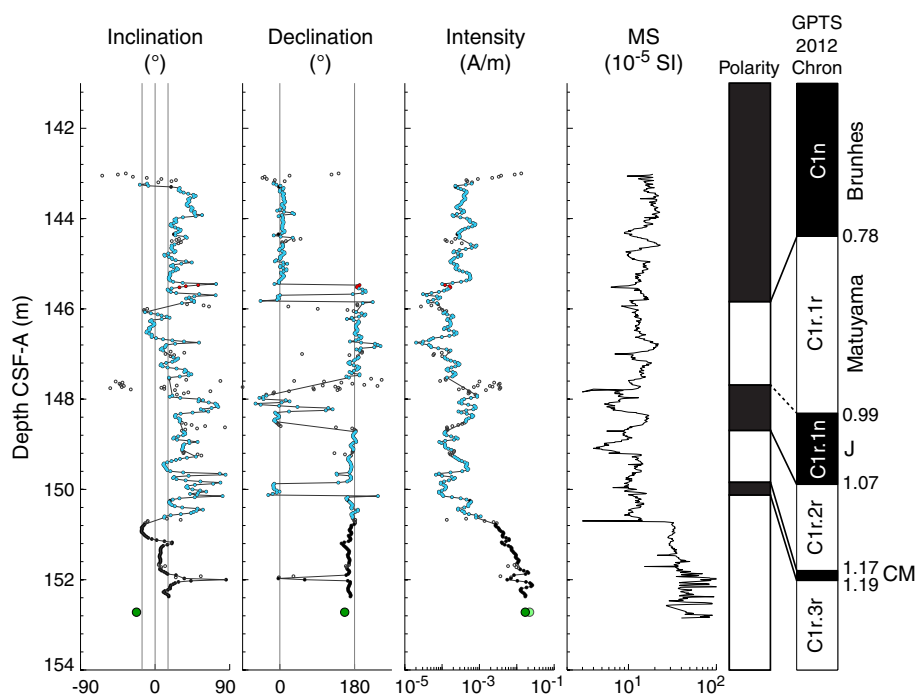 Inclination
(°)
Declination
(°)
Intensity
(A/m)
MS
(10⁻⁵ SI)
Polarity
GPTS
2012
Chron
Depth CSF-A (m)
142
144
146
148
150
152
154
-90
0
90
0
180
10⁻⁵
10⁻³
10⁻¹
10¹
10²
C1n
C1r.1r
C1r.1n
C1r.2r
C1r.3r
0.78
0.99
1.07
1.17
1.19
Brunhes
Matuyama
J
CM